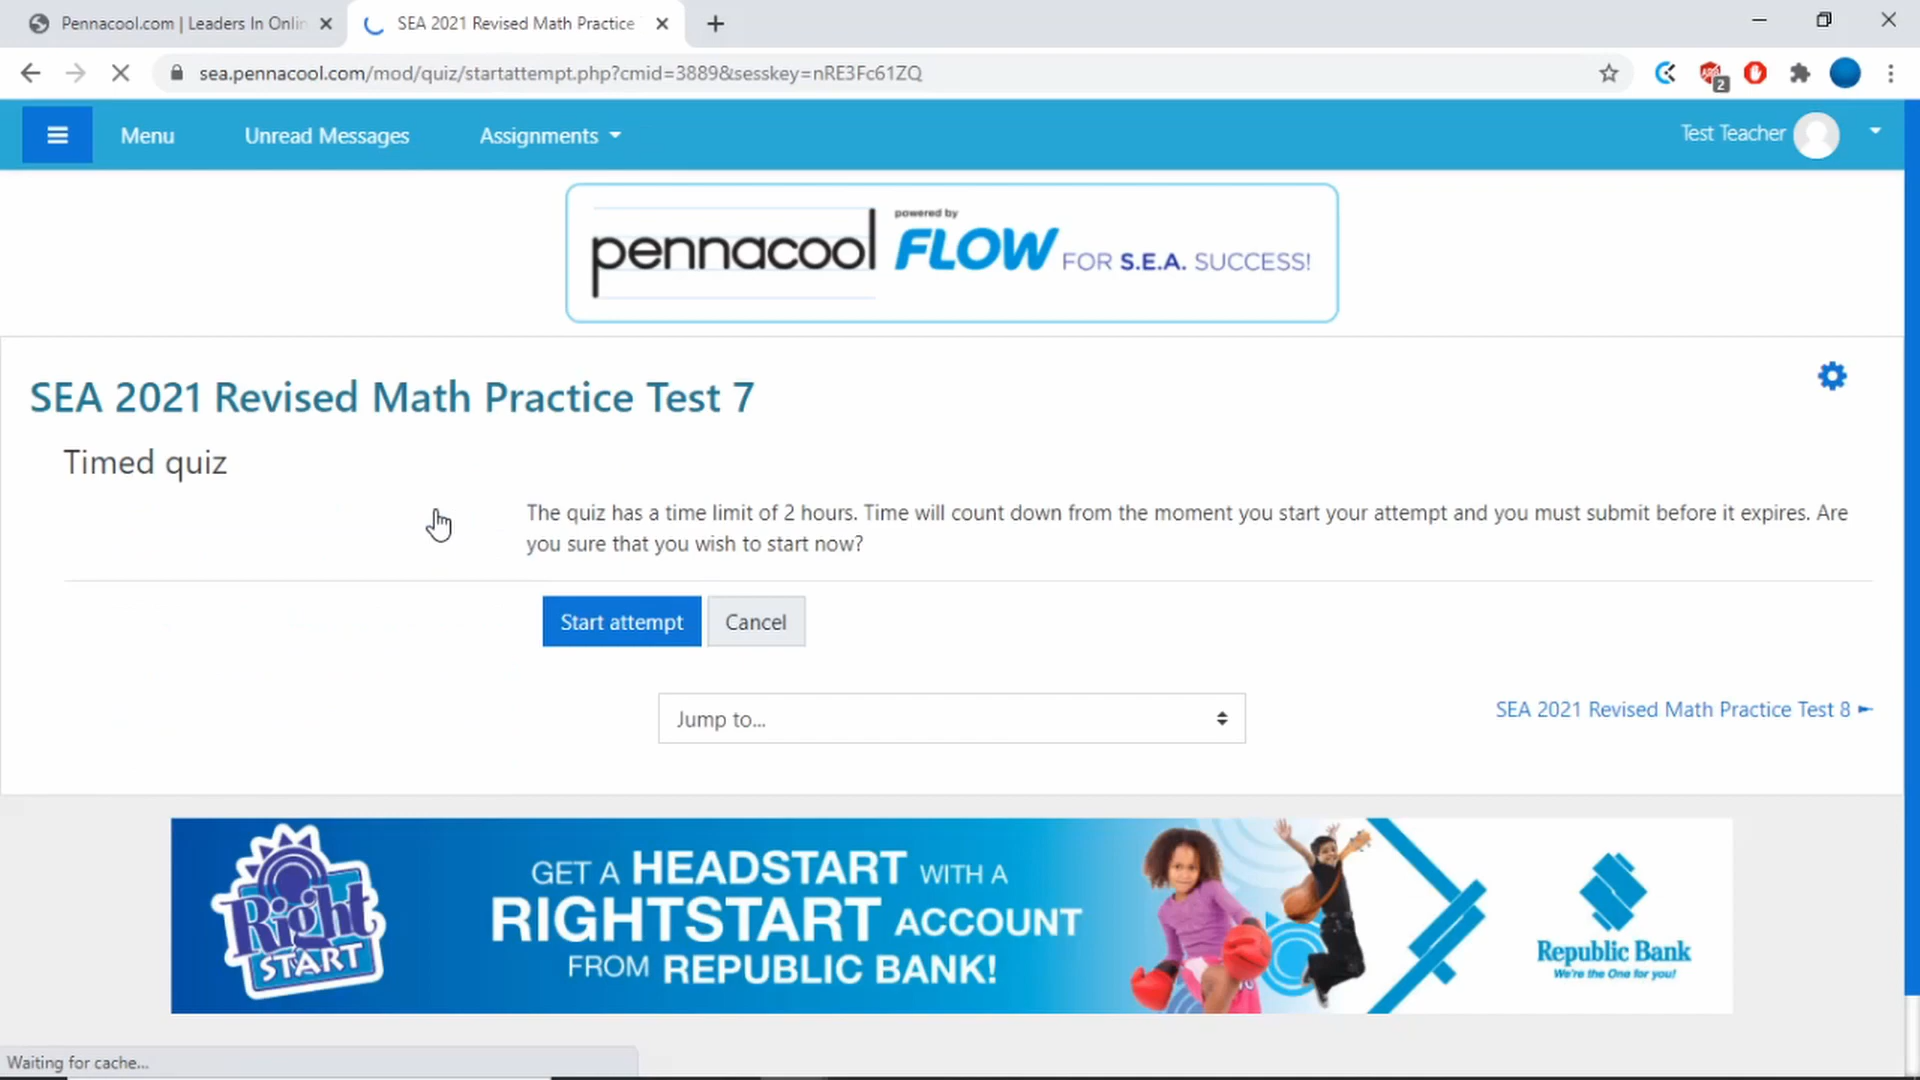 Pennacool.com | Leaders In Onlin
SEA 2021 Revised Math Practice
sea.pennacool.com/mod/quiz/startattempt.php?cmid=3889&sesskey=nRE3Fc61ZQ
2
Menu
Unread Messages
Assignments
Test Teacher
pennacool
powered by
FLOW FOR S.E.A. SUCCESS!
SEA 2021 Revised Math Practice Test 7
Timed quiz
The quiz has a time limit of 2 hours. Time will count down from the moment you start your attempt and you must submit before it expires. Are
you sure that you wish to start now?
Start attempt
Cancel
Jump to...
SEA 2021 Revised Math Practice Test 8 ►
Right
START
GET A HEADSTART WITH A
RIGHTSTART ACCOUNT
FROM REPUBLIC BANK!
Republic Bank
We're the One for you!
Waiting for cache...